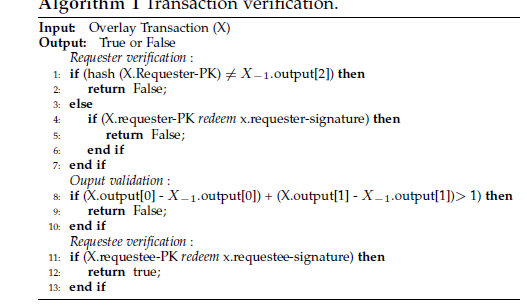 Algorithm 1 Transaction verification.
Input: Overlay Transaction (X)
Output: True or False
Requester verification :
1: if (hash (X.Requester-PK) ≠ X₋₁.output[2]) then
2: return False;
3: else
4: if (X.requester-PK redeem x.requester-signature) then
5: return False;
6: end if
7: end if
Ouput validation :
8: if (X.output[0] - X₋₁.output[0]) + (X.output[1] - X₋₁.output[1])> 1) then
9: return False;
10: end if
Requestee verification :
11: if (X.requestee-PK redeem x.requestee-signature) then
12: return true;
13: end if